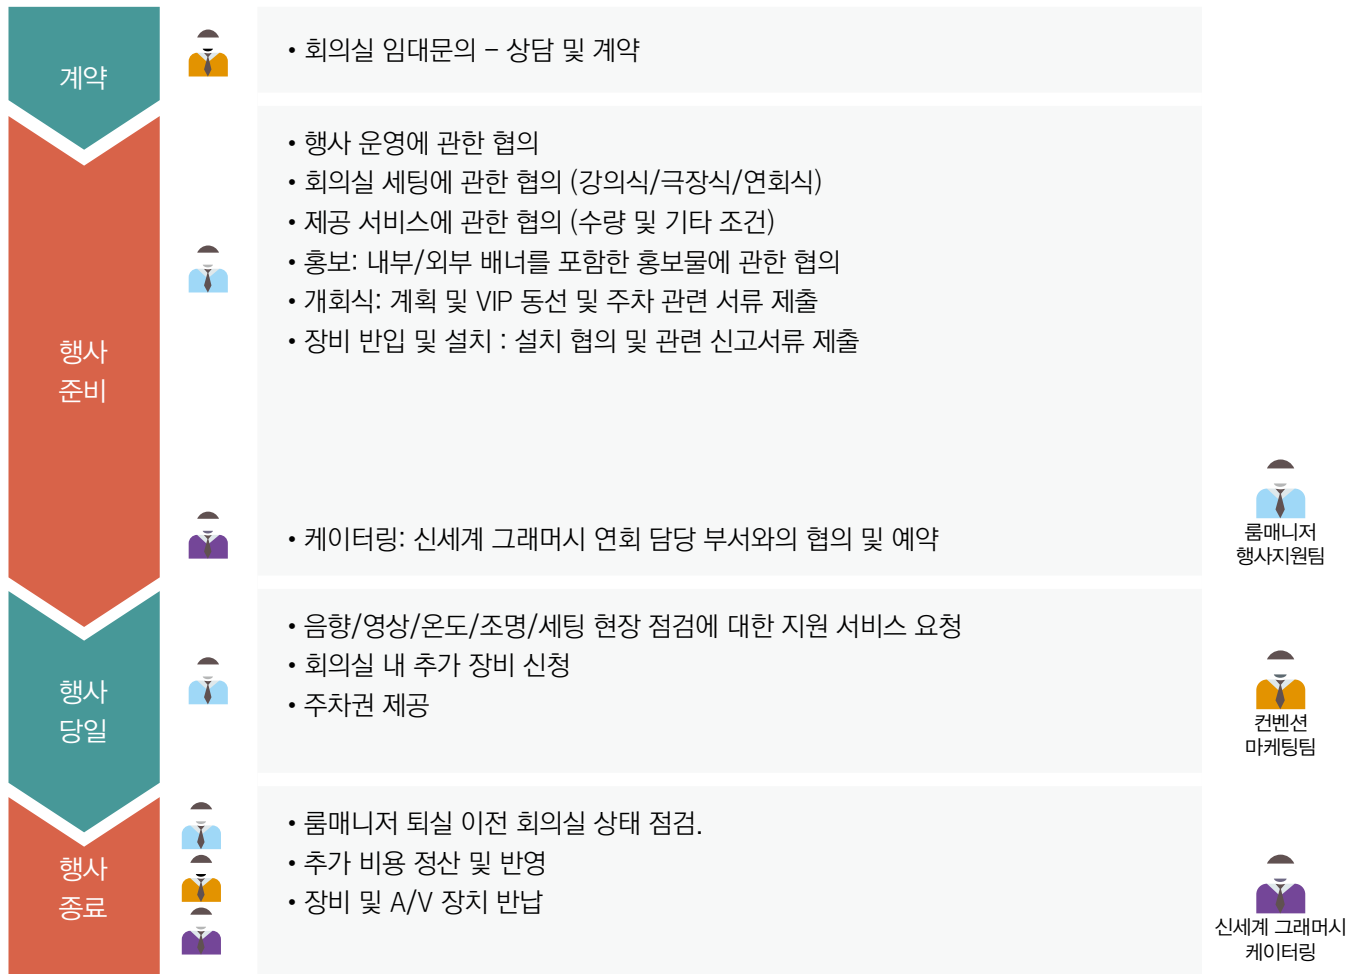 계약
• 회의실 임대문의 – 상담 및 계약
행사
준비
• 행사 운영에 관한 협의
• 회의실 세팅에 관한 협의 (강의식/극장식/연회식)
• 제공 서비스에 관한 협의 (수량 및 기타 조건)
• 홍보: 내부/외부 배너를 포함한 홍보물에 관한 협의
• 개회식: 계획 및 VIP 동선 및 주차 관련 서류 제출
• 장비 반입 및 설치 : 설치 협의 및 관련 신고서류 제출
• 케이터링: 신세계 그래머시 연회 담당 부서와의 협의 및 예약
행사
당일
• 음향/영상/온도/조명/세팅 현장 점검에 대한 지원 서비스 요청
• 회의실 내 추가 장비 신청
• 주차권 제공
행사
종료
• 룸매니저 퇴실 이전 회의실 상태 점검.
• 추가 비용 정산 및 반영
• 장비 및 A/V 장치 반납
룸매니저
행사지원팀
컨벤션
마케팅팀
신세계 그래머시
케이터링